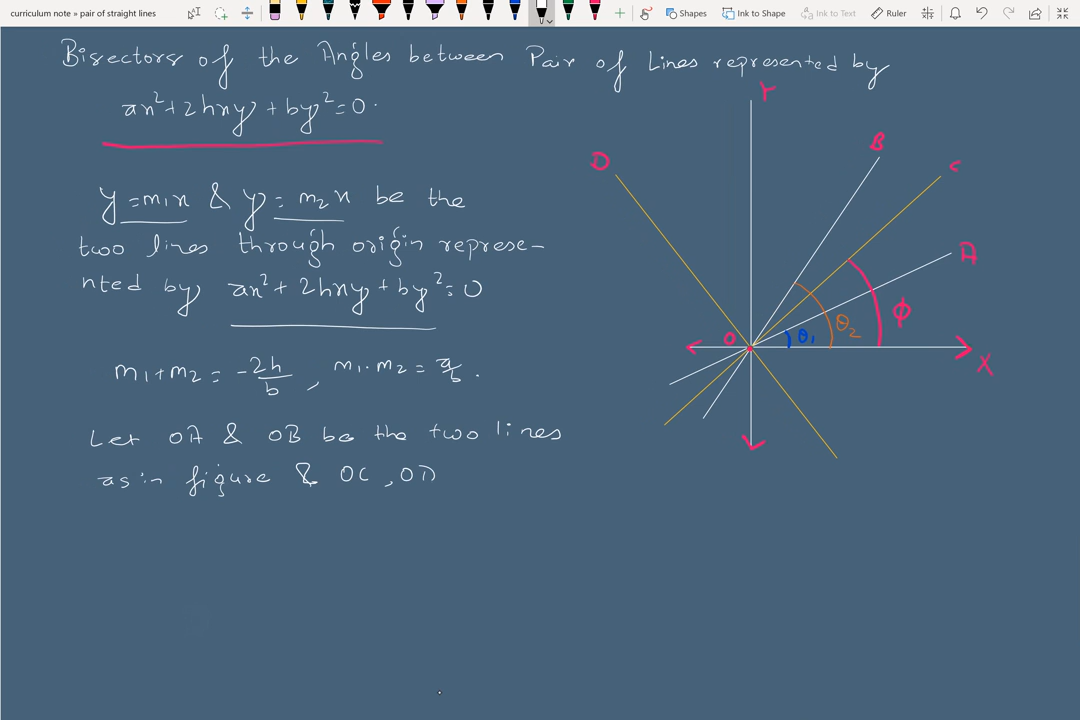 curriculum note » pair of straight lines
Shapes Ink to Shape Ink to Text Ruler
Bisectors of the Angles between Pair of Lines represented by
ax²+2hxy+by²=0.
y=m₁x & y=m₂x be the
two lines through origin represe-
nted by ax²+2hxy+by²=0
m₁+m₂ = -2h/b , m₁.m₂ = a/b .
Let OA & OB be the two lines
as in figure & OC, OD
Y
B
D
C
A
O
θ₁
θ₂
ϕ
X